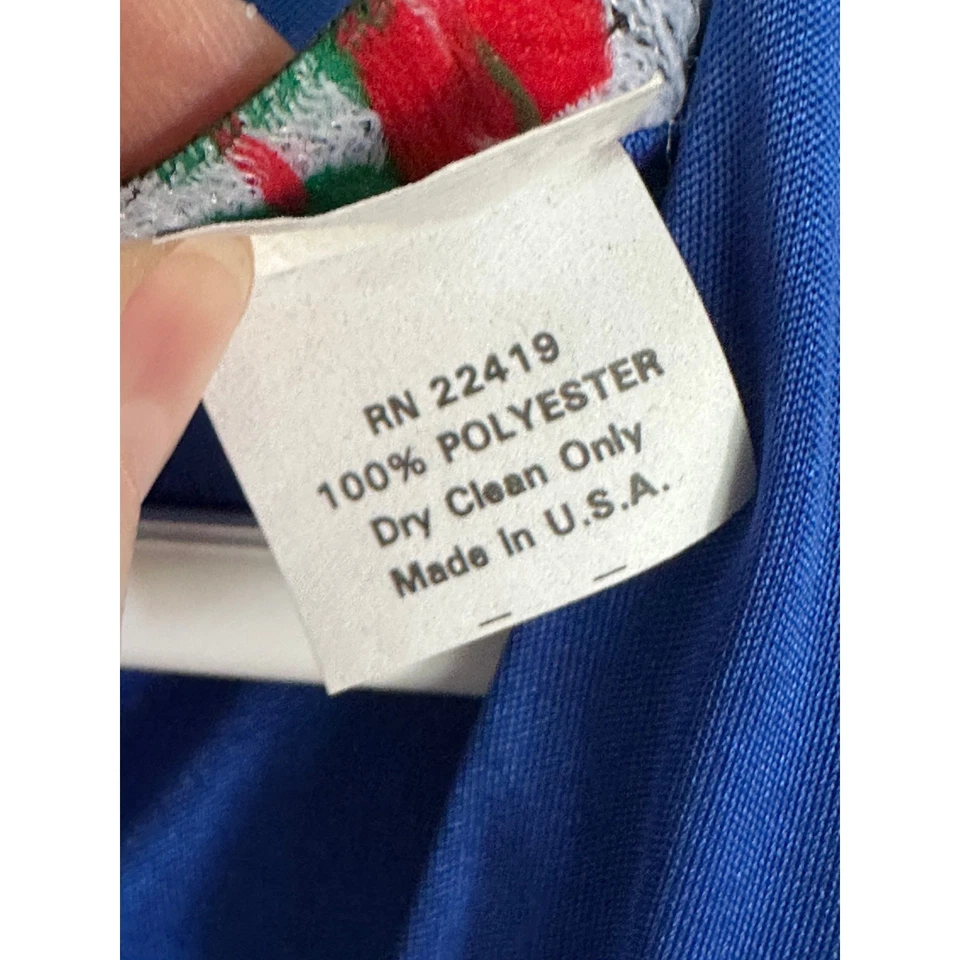 RN 22419
100% POLYESTER
Dry Clean Only
Made In U.S.A.